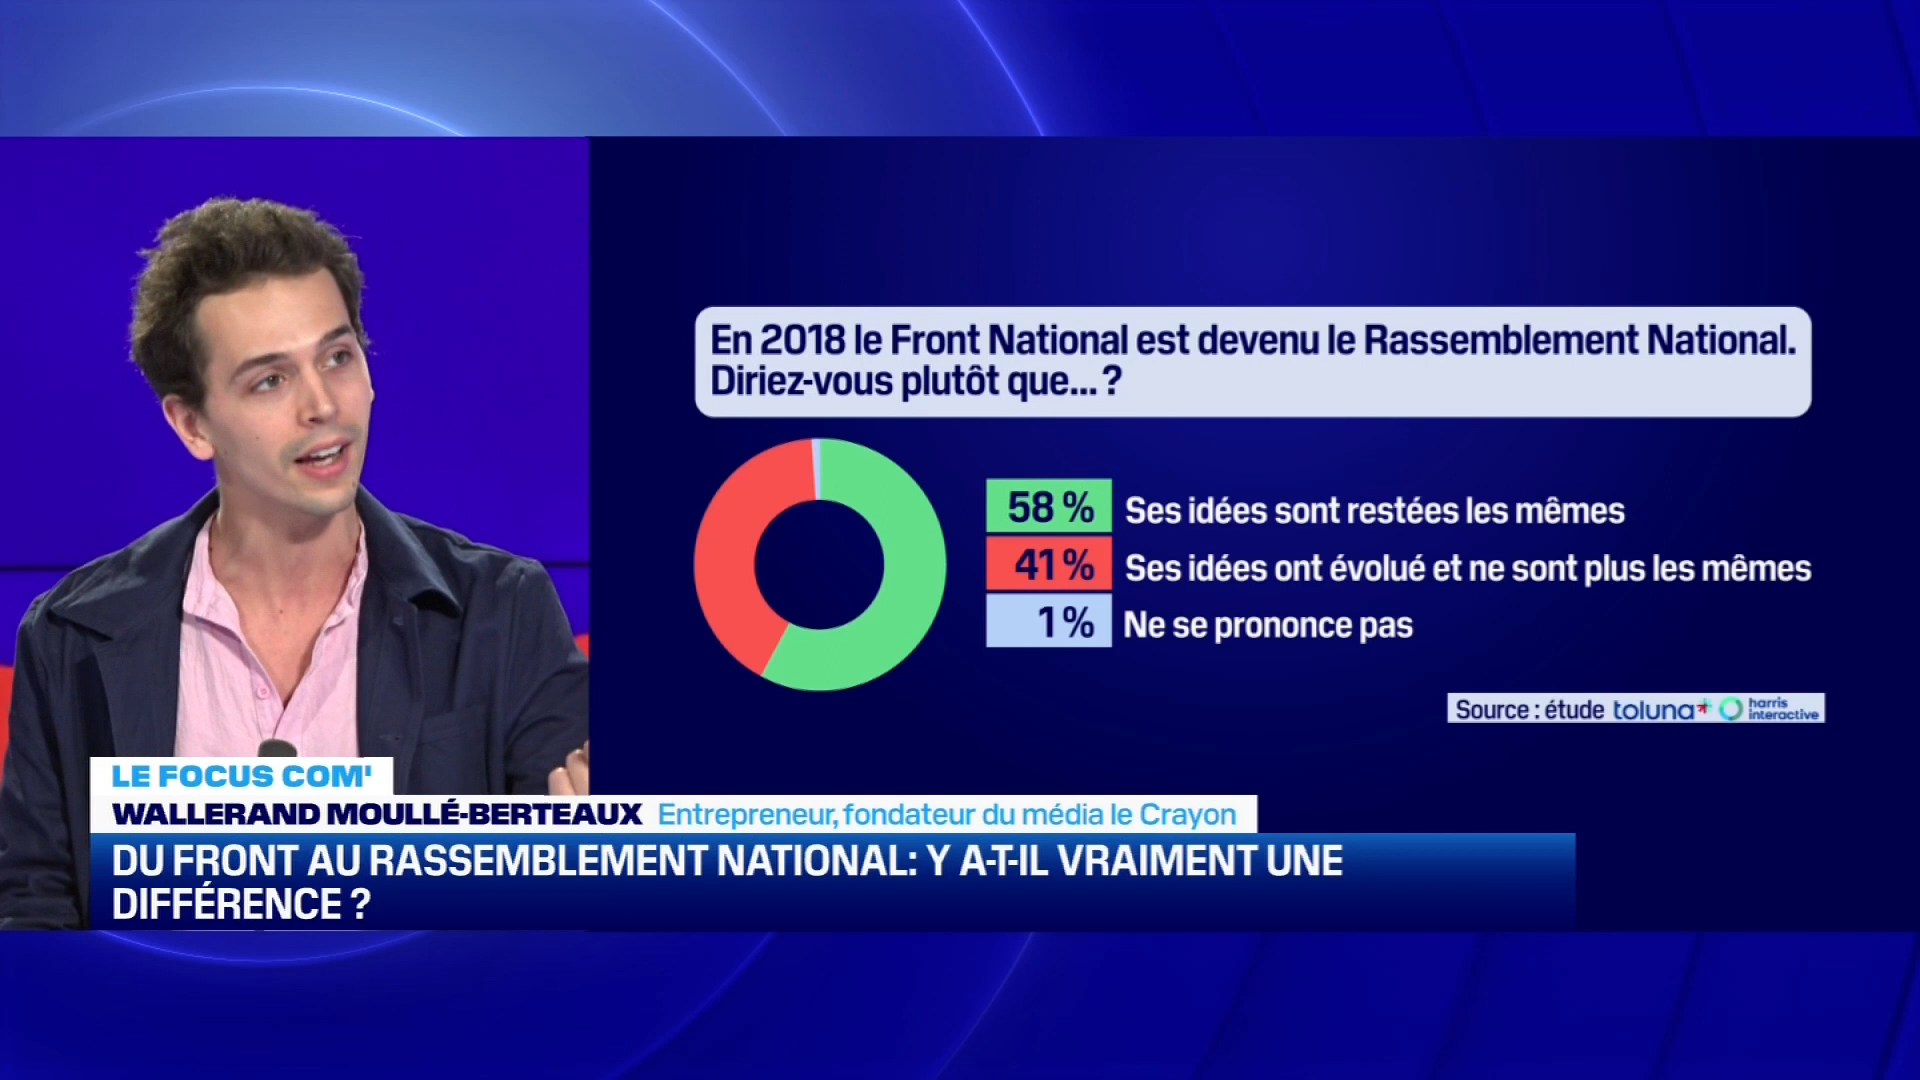 En 2018 le Front National est devenu le Rassemblement National.
Diriez-vous plutôt que... ?
58 % Ses idées sont restées les mêmes
41 % Ses idées ont évolué et ne sont plus les mêmes
1 % Ne se prononce pas
Source : étude toluna* harris interactive
LE FOCUS COM'
WALLERAND MOULLÉ-BERTEAUX Entrepreneur, fondateur du média le Crayon
DU FRONT AU RASSEMBLEMENT NATIONAL: Y A-T-IL VRAIMENT UNE
DIFFÉRENCE ?